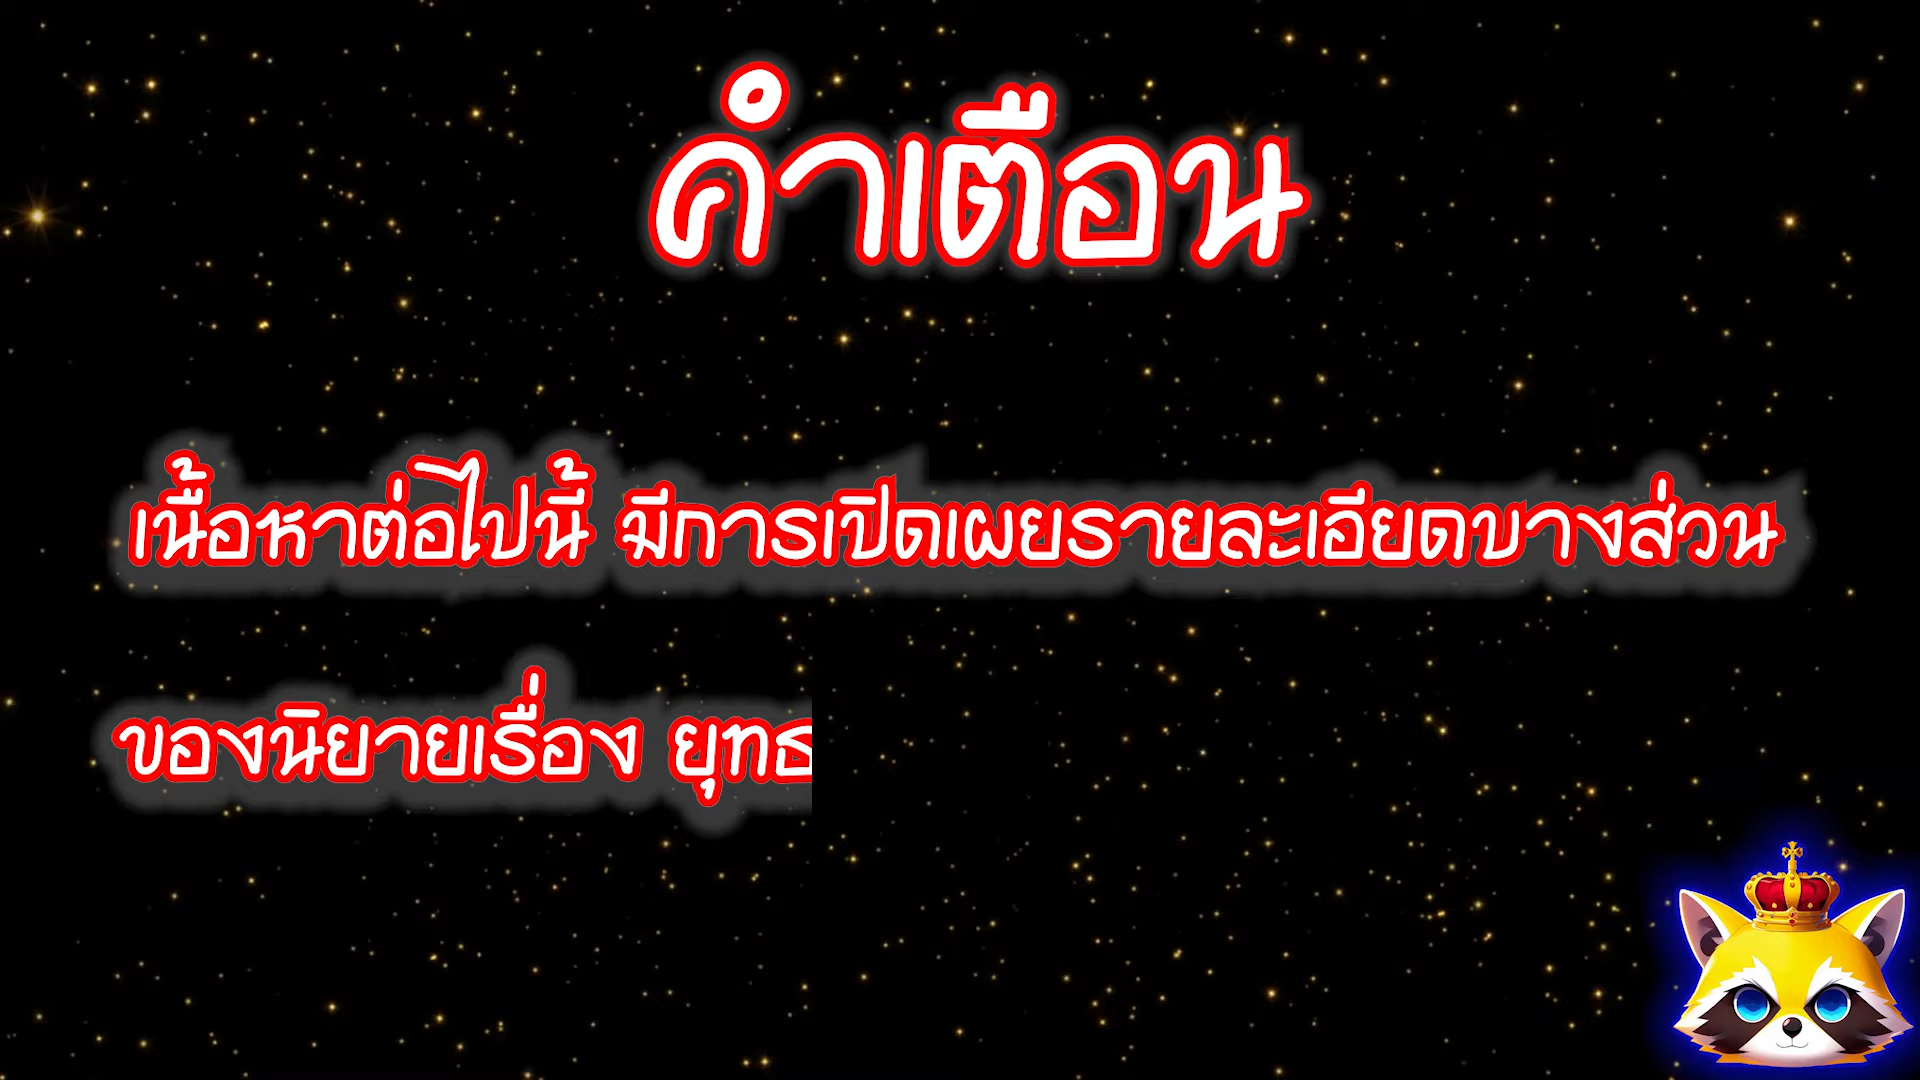 คำเตือน
เนื้อหาต่อไปนี้ มีการเปิดเผยรายละเอียดบางส่วน
ของนิยายเรื่อง ยุทธ